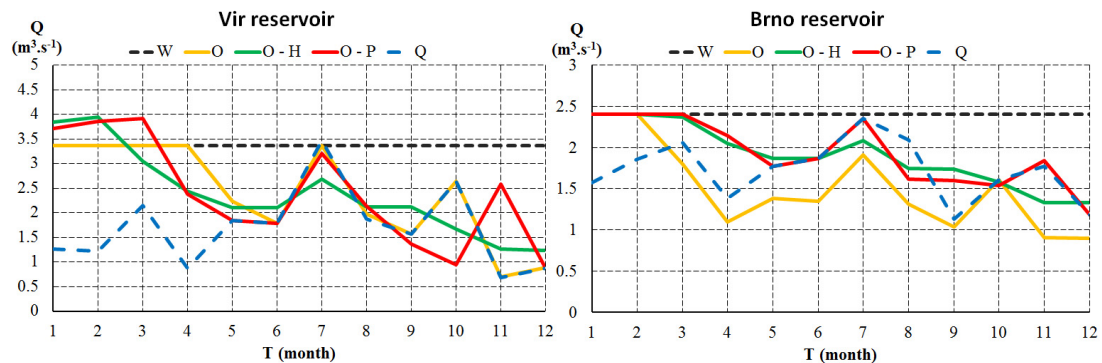 Vir reservoir
Q
(m³.s⁻¹)
W O O - H O - P Q
5
4.5
4
3.5
3
2.5
2
1.5
1
0.5
0
1 2 3 4 5 6 7 8 9 10 11 12
T (month)
Brno reservoir
Q
(m³.s⁻¹)
W O O - H O - P Q
3
2.5
2
1.5
1
0.5
0
1 2 3 4 5 6 7 8 9 10 11 12
T (month)